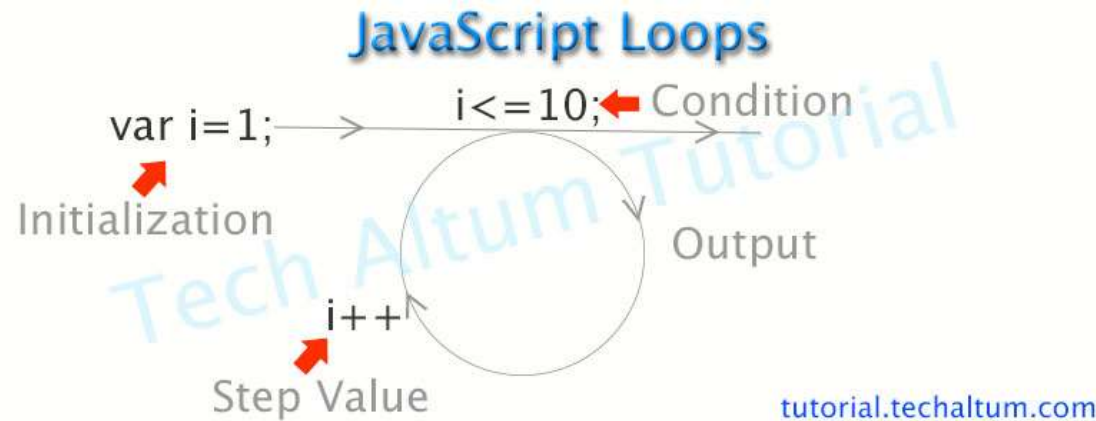 JavaScript Loops
i<=10; Condition
var i=1;
Initialization
Output
i++
Step Value
Tech Altum Tutorial
tutorial.techaltum.com